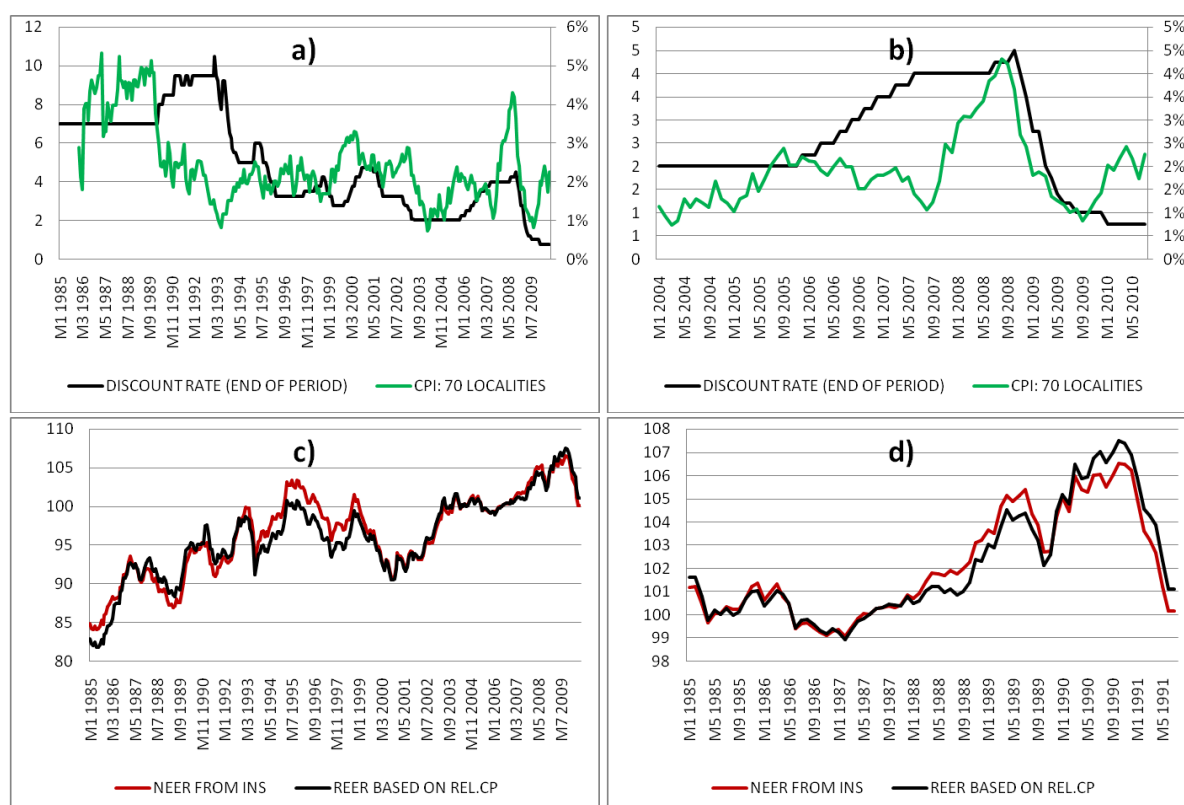 a)
12
10
8
6
4
2
0
6%
5%
4%
3%
2%
1%
0%
M1 1985
M3 1986
M5 1987
M7 1988
M9 1989
M11 1990
M11 1992
M3 1993
M5 1994
M7 1995
M9 1996
M11 1997
M11 1999
M3 2000
M5 2001
M7 2002
M9 2003
M11 2004
M11 2006
M3 2007
M5 2008
M7 2009
DISCOUNT RATE (END OF PERIOD)
CPI: 70 LOCALITIES
b)
5
5
4
4
3
3
2
2
1
1
0
5%
5%
4%
4%
3%
3%
2%
2%
1%
1%
0%
M1 2004
M5 2004
M9 2004
M1 2005
M5 2005
M9 2005
M1 2006
M5 2006
M9 2006
M1 2007
M5 2007
M9 2007
M1 2008
M5 2008
M9 2008
M1 2009
M5 2009
M9 2009
M1 2010
M5 2010
DISCOUNT RATE (END OF PERIOD)
CPI: 70 LOCALITIES
c)
110
105
100
95
90
85
80
M1 1985
M3 1986
M5 1987
M7 1988
M9 1989
M11 1990
M11 1992
M3 1993
M5 1994
M7 1995
M9 1996
M11 1997
M11 1999
M3 2000
M5 2001
M7 2002
M9 2003
M11 2004
M11 2006
M3 2007
M5 2008
M7 2009
NEER FROM INS
REER BASED ON REL.CP
d)
108
107
106
105
104
103
102
101
100
99
98
M1 1985
M5 1985
M9 1985
M1 1986
M5 1986
M9 1986
M1 1987
M5 1987
M9 1987
M1 1988
M5 1988
M9 1988
M1 1989
M5 1989
M9 1989
M1 1990
M5 1990
M9 1990
M1 1991
M5 1991
NEER FROM INS
REER BASED ON REL.CP